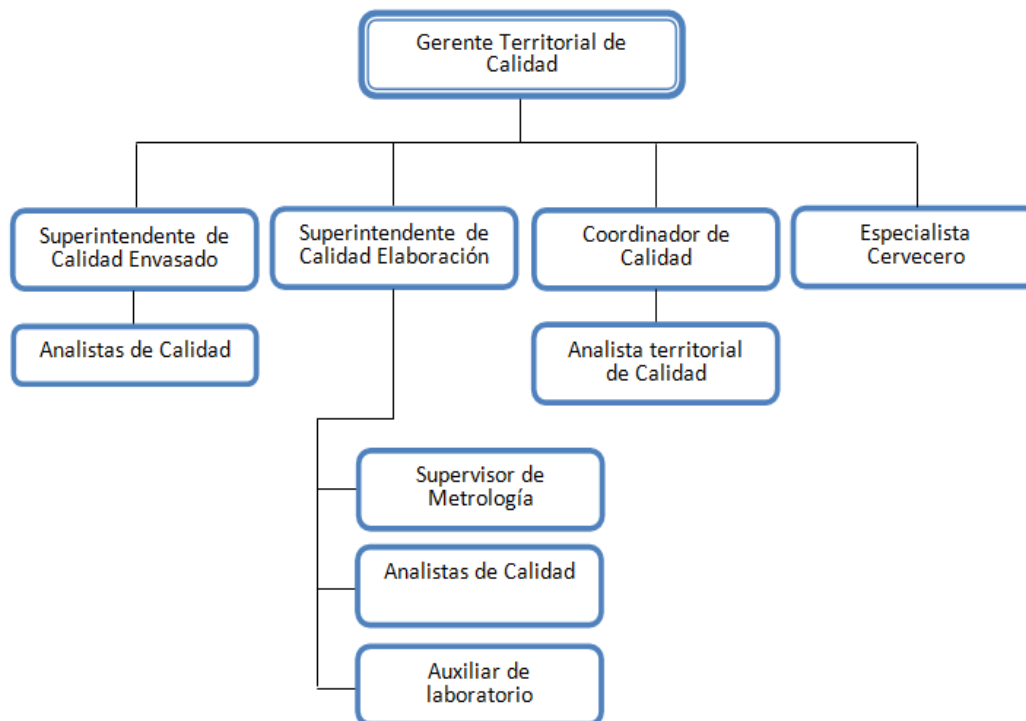 Gerente Territorial de
Calidad
Superintendente de
Calidad Envasado
Superintendente de
Calidad Elaboración
Coordinador de
Calidad
Especialista
Cervecero
Analistas de Calidad
Analista territorial
de Calidad
Supervisor de
Metrología
Analistas de Calidad
Auxiliar de
laboratorio